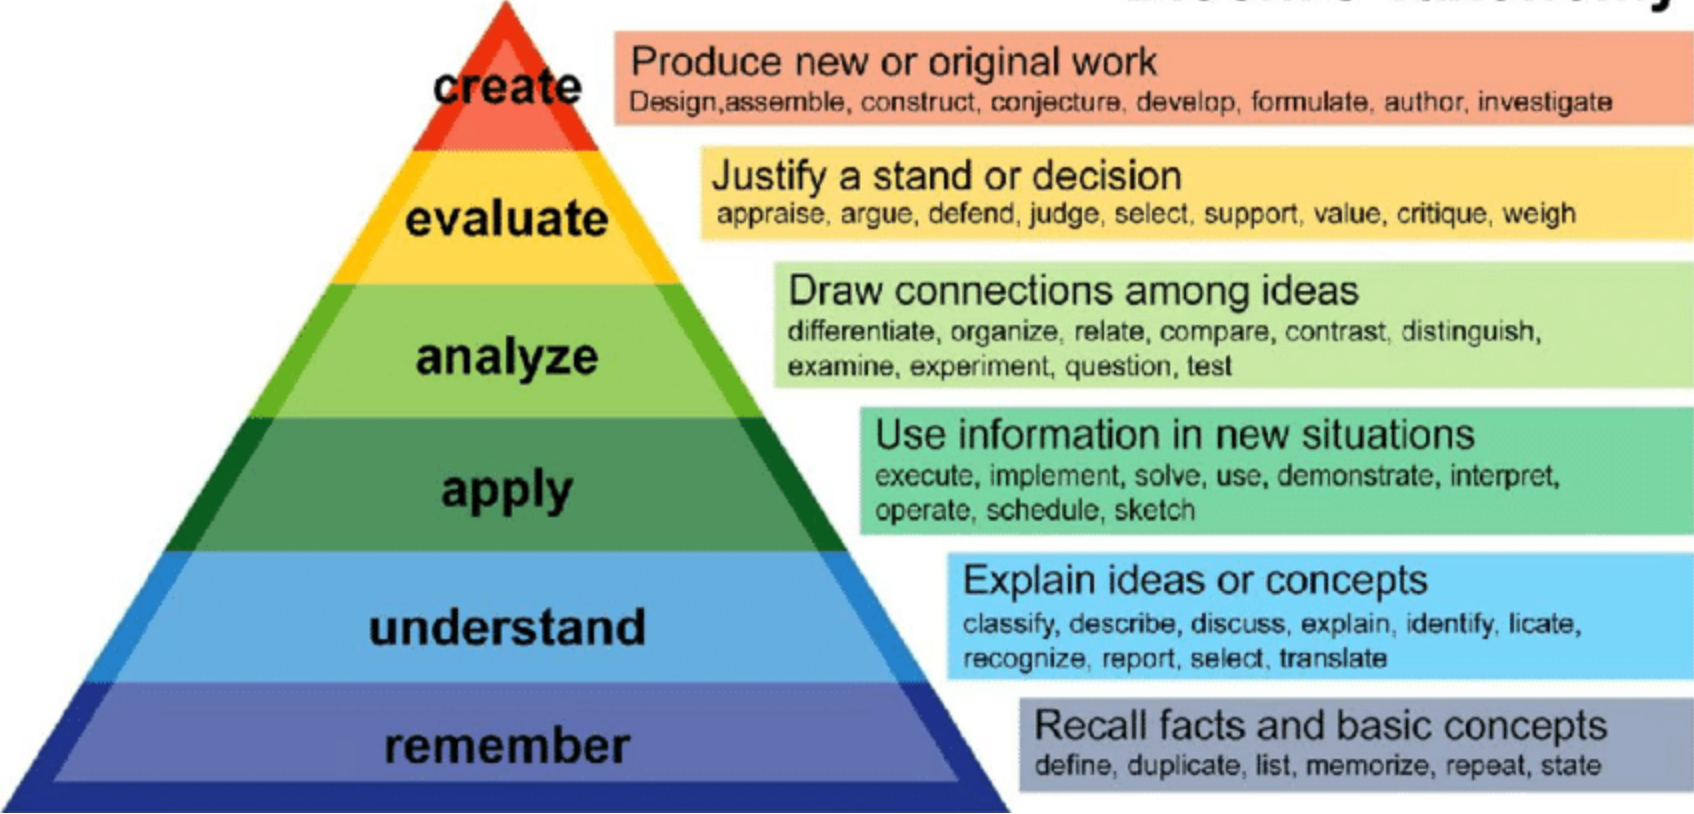 create
Produce new or original work
Design,assemble, construct, conjecture, develop, formulate, author, investigate
evaluate
Justify a stand or decision
appraise, argue, defend, judge, select, support, value, critique, weigh
analyze
Draw connections among ideas
differentiate, organize, relate, compare, contrast, distinguish,
examine, experiment, question, test
apply
Use information in new situations
execute, implement, solve, use, demonstrate, interpret,
operate, schedule, sketch
understand
Explain ideas or concepts
classify, describe, discuss, explain, identify, licate,
recognize, report, select, translate
remember
Recall facts and basic concepts
define, duplicate, list, memorize, repeat, state